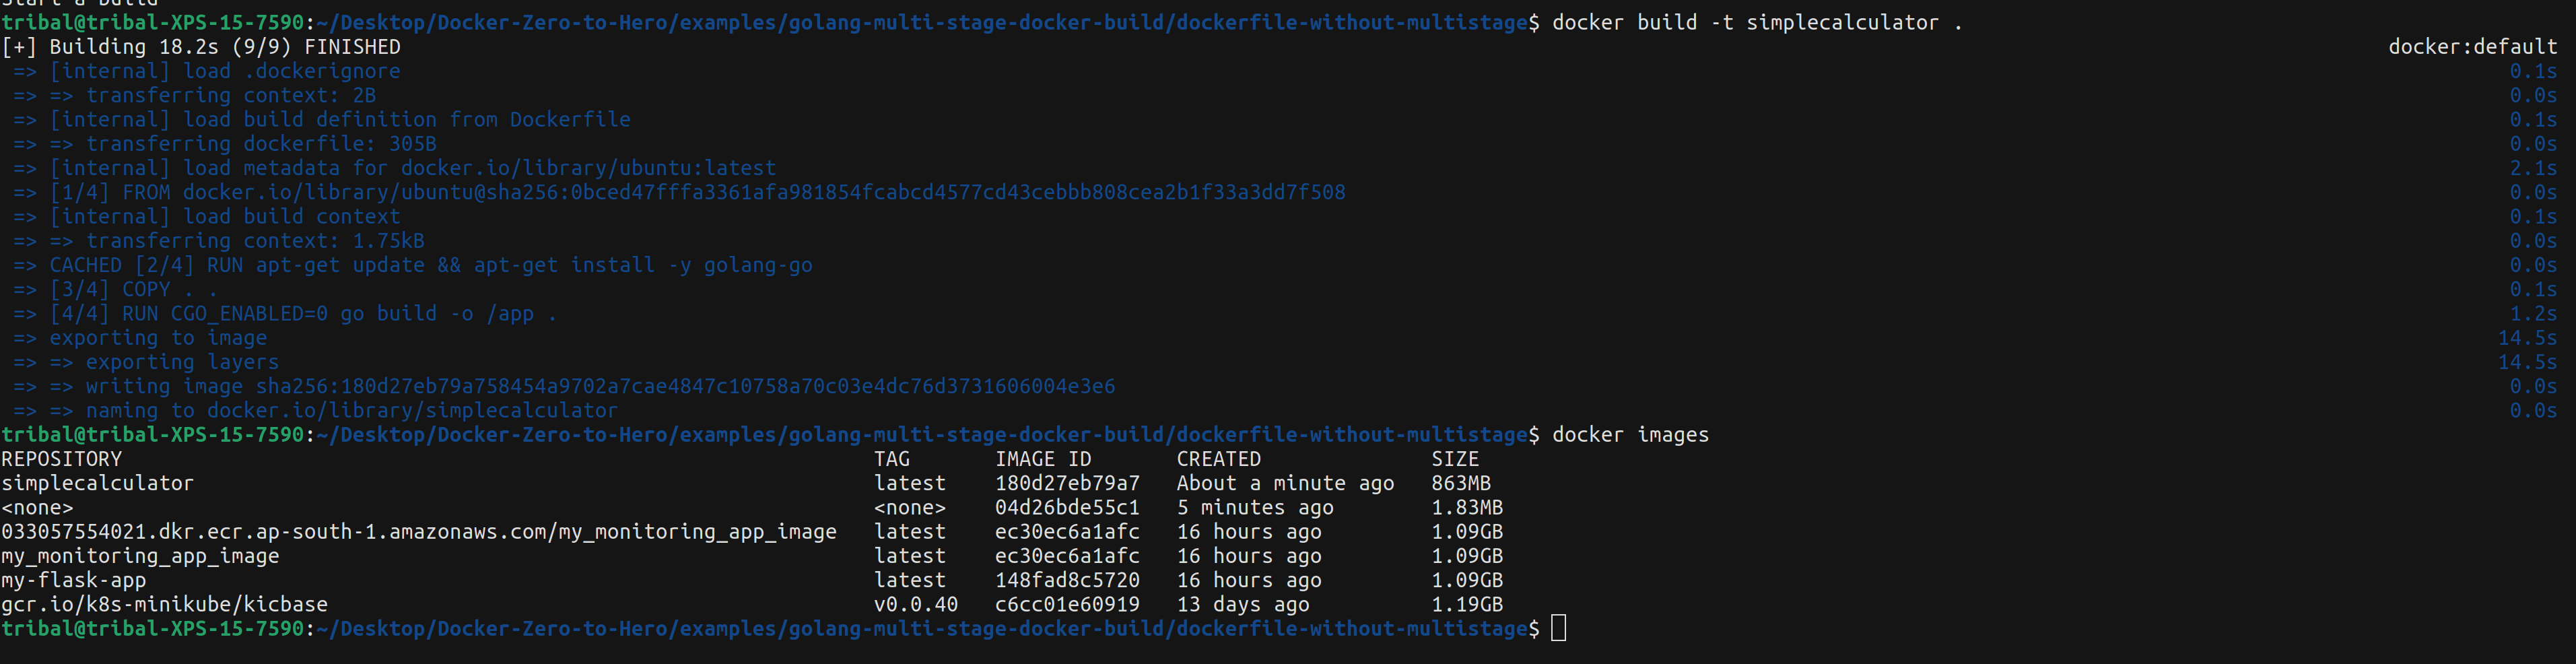 Start a build
tribal@tribal-XPS-15-7590:~/Desktop/Docker-Zero-to-Hero/examples/golang-multi-stage-docker-build/dockerfile-without-multistage$ docker build -t simplecalculator .
[+] Building 18.2s (9/9) FINISHED docker:default
=> [internal] load .dockerignore 0.1s
=> => transferring context: 2B 0.0s
=> [internal] load build definition from Dockerfile 0.1s
=> => transferring dockerfile: 305B 0.0s
=> [internal] load metadata for docker.io/library/ubuntu:latest 2.1s
=> [1/4] FROM docker.io/library/ubuntu@sha256:0bced47fffa3361afa981854fcabcd4577cd43cebbb808cea2b1f33a3dd7f508 0.0s
=> [internal] load build context 0.1s
=> => transferring context: 1.75kB 0.0s
=> CACHED [2/4] RUN apt-get update && apt-get install -y golang-go 0.0s
=> [3/4] COPY . . 0.1s
=> [4/4] RUN CGO_ENABLED=0 go build -o /app . 1.2s
=> exporting to image 14.5s
=> => exporting layers 14.5s
=> => writing image sha256:180d27eb79a758454a9702a7cae4847c10758a70c03e4dc76d3731606004e3e6 0.0s
=> => naming to docker.io/library/simplecalculator 0.0s
tribal@tribal-XPS-15-7590:~/Desktop/Docker-Zero-to-Hero/examples/golang-multi-stage-docker-build/dockerfile-without-multistage$ docker images
REPOSITORY TAG IMAGE ID CREATED SIZE
simplecalculator latest 180d27eb79a7 About a minute ago 863MB
<none> <none> 04d26bde55c1 5 minutes ago 1.83MB
033057554021.dkr.ecr.ap-south-1.amazonaws.com/my_monitoring_app_image latest ec30ec6a1afc 16 hours ago 1.09GB
my_monitoring_app_image latest ec30ec6a1afc 16 hours ago 1.09GB
my-flask-app latest 148fad8c5720 16 hours ago 1.09GB
gcr.io/k8s-minikube/kicbase v0.0.40 c6cc01e60919 13 days ago 1.19GB
tribal@tribal-XPS-15-7590:~/Desktop/Docker-Zero-to-Hero/examples/golang-multi-stage-docker-build/dockerfile-without-multistage$